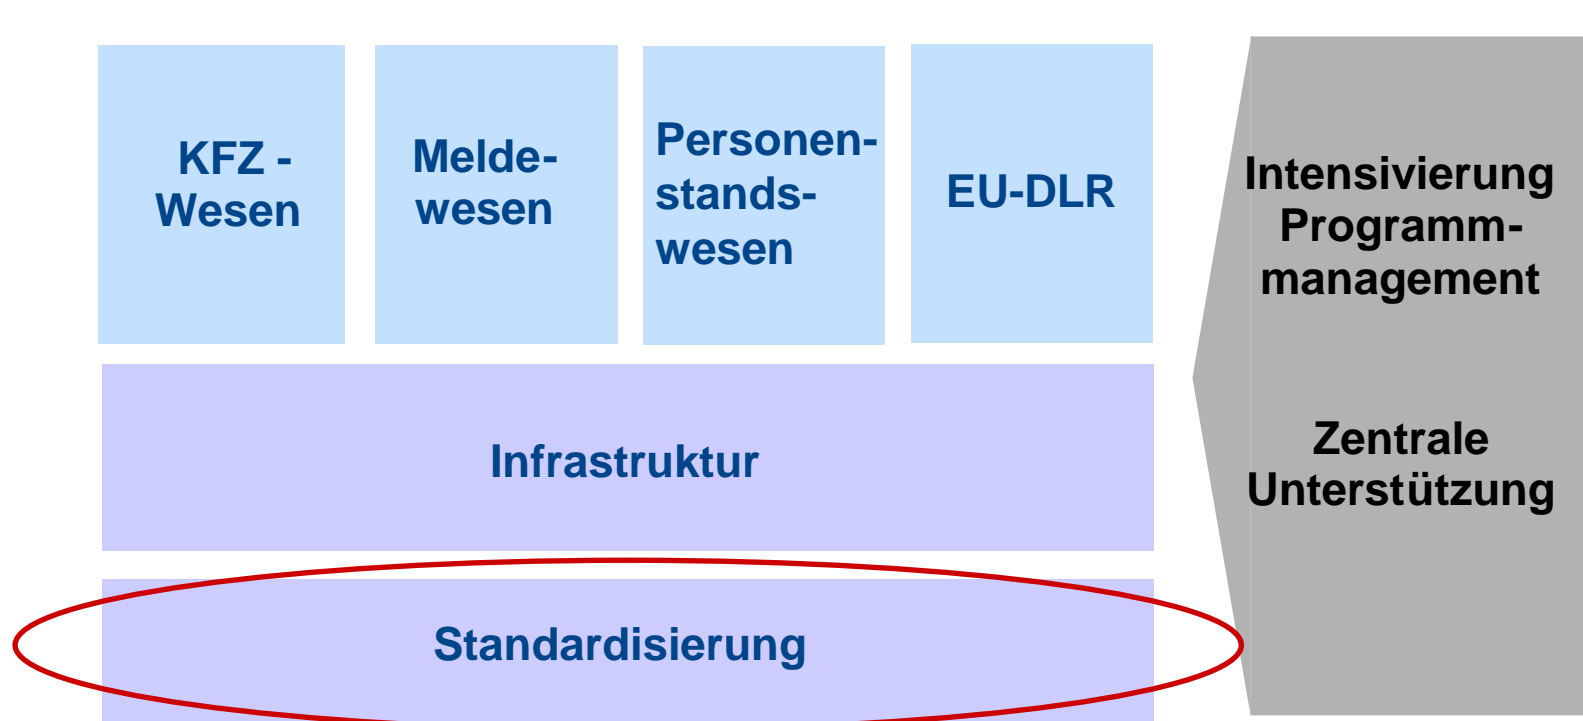 KFZ -
Wesen
Melde-
wesen
Personen-
stands-
wesen
EU-DLR
Intensivierung
Programm-
management
Zentrale
Unterstützung
Infrastruktur
Standardisierung